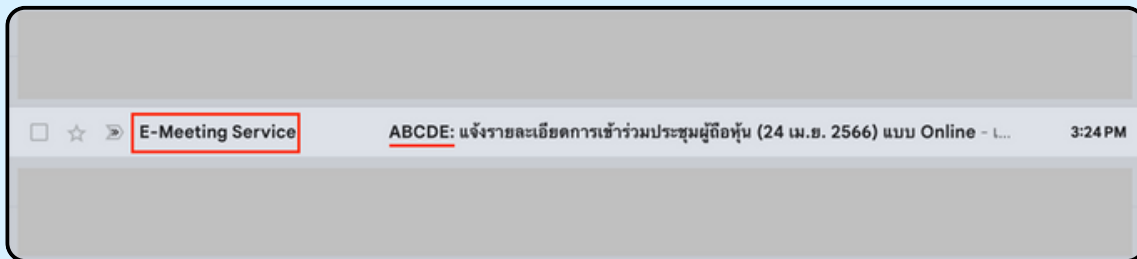 E-Meeting Service ABCDE: แจ้งรายละเอียดการเข้าร่วมประชุมผู้ถือหุ้น (24 เม.ย. 2566) แบบ Online - เ... 3:24 PM